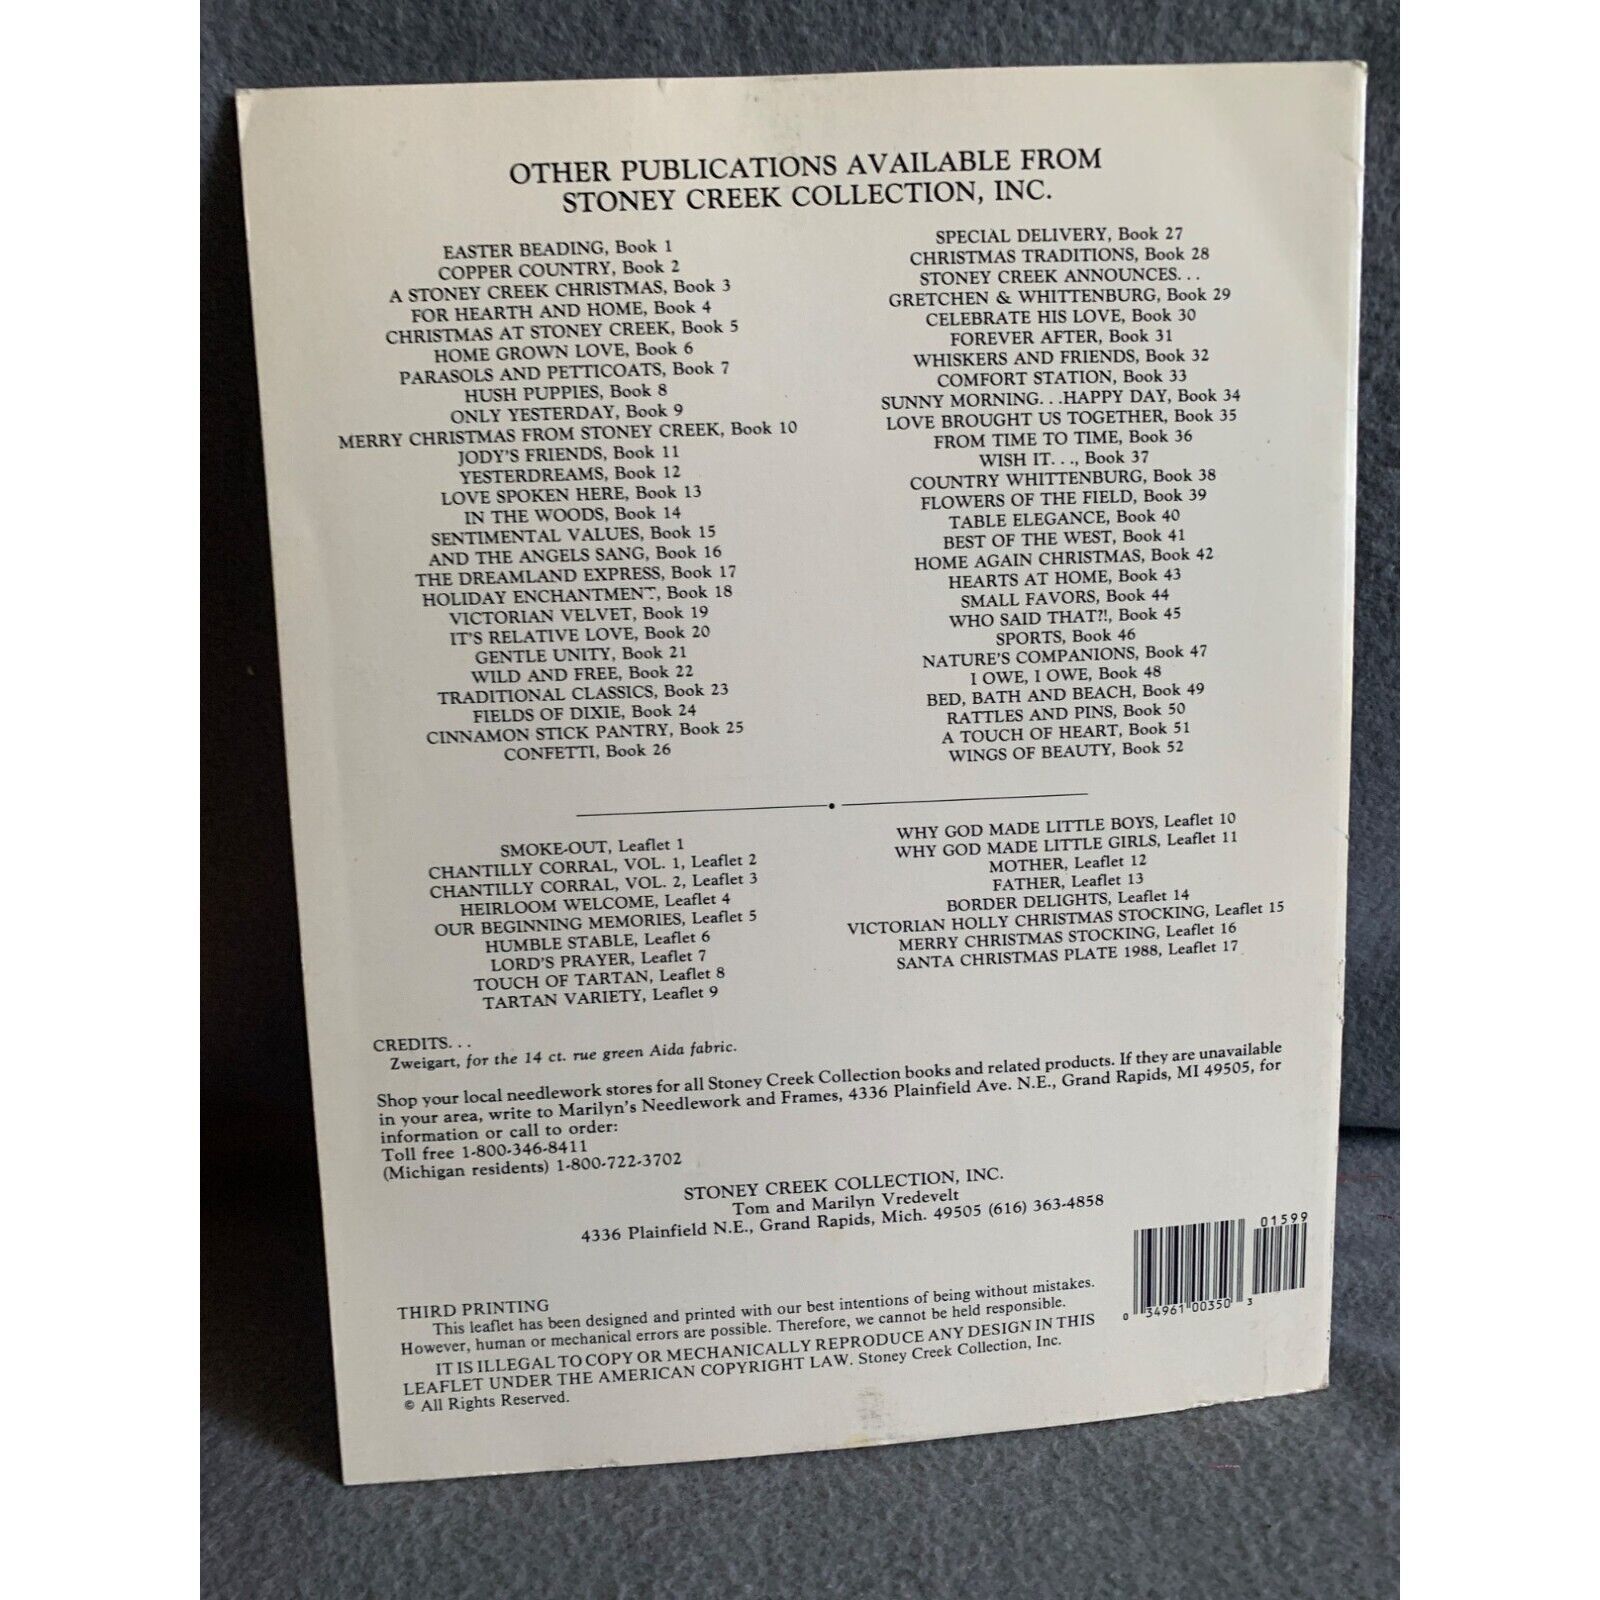 OTHER PUBLICATIONS AVAILABLE FROM
STONEY CREEK COLLECTION, INC.
EASTER BEADING, Book 1
COPPER COUNTRY, Book 2
A STONEY CREEK CHRISTMAS, Book 3
FOR HEARTH AND HOME, Book 4
CHRISTMAS AT STONEY CREEK, Book 5
HOME GROWN LOVE, Book 6
PARASOLS AND PETTICOATS, Book 7
HUSH PUPPIES, Book 8
ONLY YESTERDAY, Book 9
MERRY CHRISTMAS FROM STONEY CREEK, Book 10
JODY'S FRIENDS, Book 11
YESTERDREAMS, Book 12
LOVE SPOKEN HERE, Book 13
IN THE WOODS, Book 14
SENTIMENTAL VALUES, Book 15
AND THE ANGELS SANG, Book 16
THE DREAMLAND EXPRESS, Book 17
HOLIDAY ENCHANTMENT, Book 18
VICTORIAN VELVET, Book 19
IT'S RELATIVE LOVE, Book 20
GENTLE UNITY, Book 21
WILD AND FREE, Book 22
TRADITIONAL CLASSICS, Book 23
FIELDS OF DIXIE, Book 24
CINNAMON STICK PANTRY, Book 25
CONFETTI, Book 26
SPECIAL DELIVERY, Book 27
CHRISTMAS TRADITIONS, Book 28
STONEY CREEK ANNOUNCES. . .
GRETCHEN & WHITTENBURG, Book 29
CELEBRATE HIS LOVE, Book 30
FOREVER AFTER, Book 31
WHISKERS AND FRIENDS, Book 32
COMFORT STATION, Book 33
SUNNY MORNING. . .HAPPY DAY, Book 34
LOVE BROUGHT US TOGETHER, Book 35
FROM TIME TO TIME, Book 36
WISH IT. . ., Book 37
COUNTRY WHITTENBURG, Book 38
FLOWERS OF THE FIELD, Book 39
TABLE ELEGANCE, Book 40
BEST OF THE WEST, Book 41
HOME AGAIN CHRISTMAS, Book 42
HEARTS AT HOME, Book 43
SMALL FAVORS, Book 44
WHO SAID THAT?!, Book 45
SPORTS, Book 46
NATURE'S COMPANIONS, Book 47
I OWE, I OWE, Book 48
BED, BATH AND BEACH, Book 49
RATTLES AND PINS, Book 50
A TOUCH OF HEART, Book 51
WINGS OF BEAUTY, Book 52
SMOKE-OUT, Leaflet 1
CHANTILLY CORRAL, VOL. 1, Leaflet 2
CHANTILLY CORRAL, VOL. 2, Leaflet 3
HEIRLOOM WELCOME, Leaflet 4
OUR BEGINNING MEMORIES, Leaflet 5
HUMBLE STABLE, Leaflet 6
LORD'S PRAYER, Leaflet 7
TOUCH OF TARTAN, Leaflet 8
TARTAN VARIETY, Leaflet 9
WHY GOD MADE LITTLE BOYS, Leaflet 10
WHY GOD MADE LITTLE GIRLS, Leaflet 11
MOTHER, Leaflet 12
FATHER, Leaflet 13
BORDER DELIGHTS, Leaflet 14
VICTORIAN HOLLY CHRISTMAS STOCKING, Leaflet 15
MERRY CHRISTMAS STOCKING, Leaflet 16
SANTA CHRISTMAS PLATE 1988, Leaflet 17
CREDITS. . .
Zweigart, for the 14 ct. rue green Aida fabric.
Shop your local needlework stores for all Stoney Creek Collection books and related products. If they are unavailable
in your area, write to Marilyn's Needlework and Frames, 4336 Plainfield Ave. N.E., Grand Rapids, MI 49505, for
information or call to order:
Toll free 1-800-346-8411
(Michigan residents) 1-800-722-3702
STONEY CREEK COLLECTION, INC.
Tom and Marilyn Vredevelt
4336 Plainfield N.E., Grand Rapids, Mich. 49505 (616) 363-4858
01599
0 34961 00350 3
THIRD PRINTING
This leaflet has been designed and printed with our best intentions of being without mistakes.
However, human or mechanical errors are possible. Therefore, we cannot be held responsible.
IT IS ILLEGAL TO COPY OR MECHANICALLY REPRODUCE ANY DESIGN IN THIS
LEAFLET UNDER THE AMERICAN COPYRIGHT LAW. Stoney Creek Collection, Inc.
© All Rights Reserved.